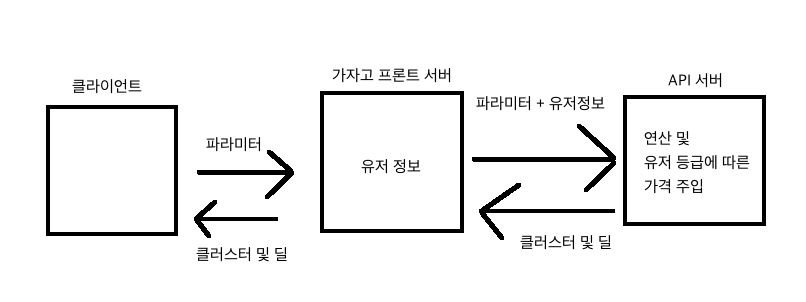 클라이언트
가자고 프론트 서버
API 서버
파라미터
파라미터 + 유저정보
유저 정보
연산 및
유저 등급에 따른
가격 주입
클러스터 및 딜
클러스터 및 딜